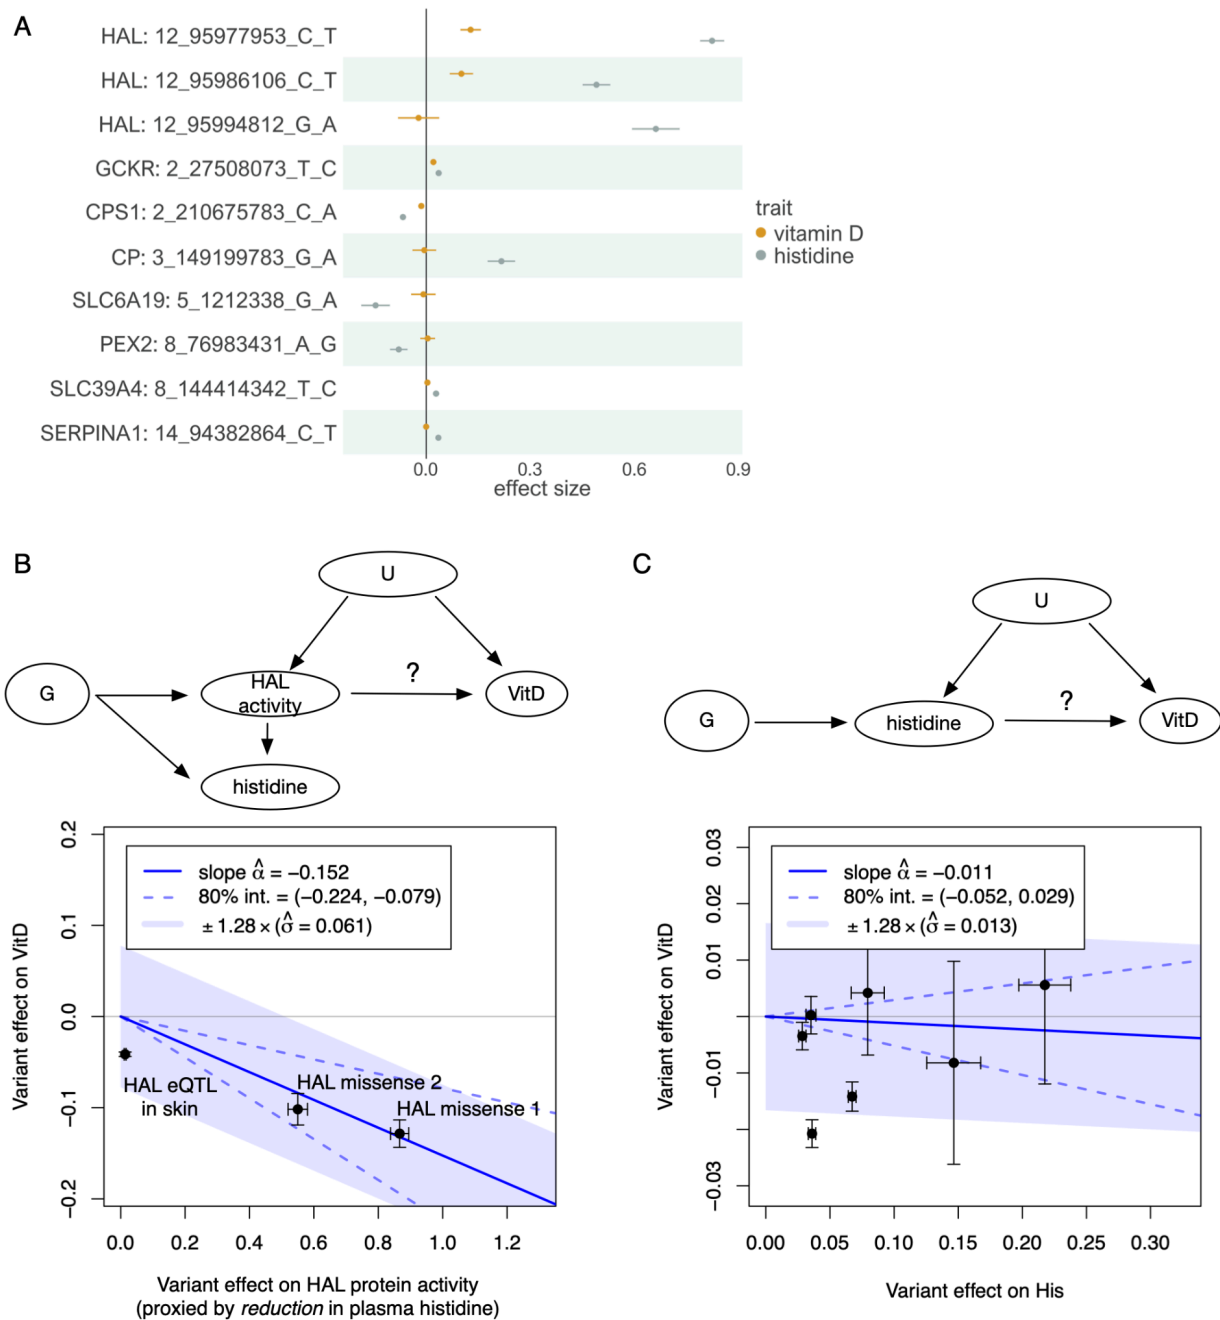 A
HAL: 12_95977953_C_T
HAL: 12_95986106_C_T
HAL: 12_95994812_G_A
GCKR: 2_27508073_T_C
CPS1: 2_210675783_C_A
CP: 3_149199783_G_A
SLC6A19: 5_1212338_G_A
PEX2: 8_76983431_A_G
SLC39A4: 8_144414342_T_C
SERPINA1: 14_94382864_C_T
0.0 0.3 0.6 0.9
effect size
trait
vitamin D
histidine
B
U
G
HAL
activity
?
VitD
histidine
slope α̂ = −0.152
80% int. = (−0.224, −0.079)
± 1.28 × (σ̂ = 0.061)
0.2
0.1
0.0
−0.1
−0.2
Variant effect on VitD
HAL eQTL
in skin
HAL missense 2
HAL missense 1
0.0 0.2 0.4 0.6 0.8 1.0 1.2
Variant effect on HAL protein activity
(proxied by reduction in plasma histidine)
C
U
G
histidine
?
VitD
slope α̂ = −0.011
80% int. = (−0.052, 0.029)
± 1.28 × (σ̂ = 0.013)
0.03
0.02
0.01
−0.01
−0.03
Variant effect on VitD
0.00 0.05 0.10 0.15 0.20 0.25 0.30
Variant effect on His